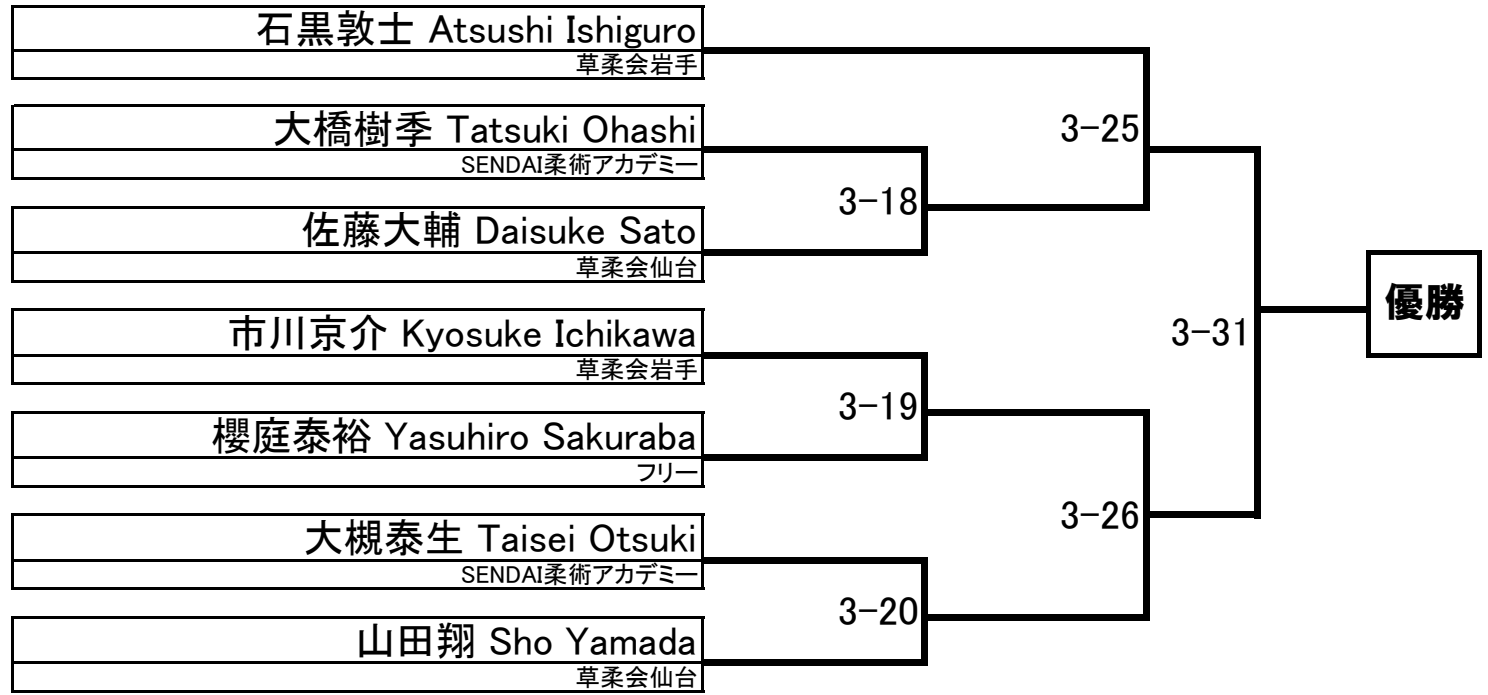 石黒敦士 Atsushi Ishiguro
草柔会岩手
大橋樹季 Tatsuki Ohashi
SENDAI柔術アカデミー
佐藤大輔 Daisuke Sato
草柔会仙台
市川京介 Kyosuke Ichikawa
草柔会岩手
櫻庭泰裕 Yasuhiro Sakuraba
フリー
大槻泰生 Taisei Otsuki
SENDAI柔術アカデミー
山田翔 Sho Yamada
草柔会仙台
3-18
3-19
3-20
3-25
3-26
3-31
優勝